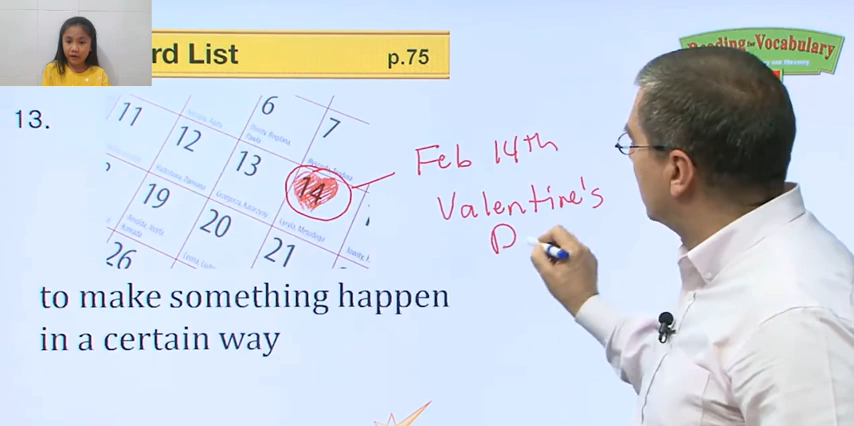 rd List
p.75
Reading for Vocabulary
13.
6
7
11
12
13
14
19
20
21
26
Feb 14th
Valentine's
D
to make something happen
in a certain way